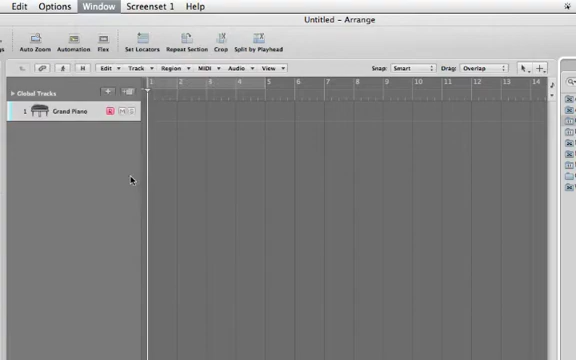 Edit Options Window Screenset 1 Help
Untitled – Arrange
Auto Zoom Automation Flex Set Locators Repeat Section Crop Split by Playhead
Edit Track Region MIDI Audio View Snap: Smart Drag: Overlap
Global Tracks
1 2 3 4 5 6 7 8 9 10 11 12 13 14
1 Grand Piano R M S